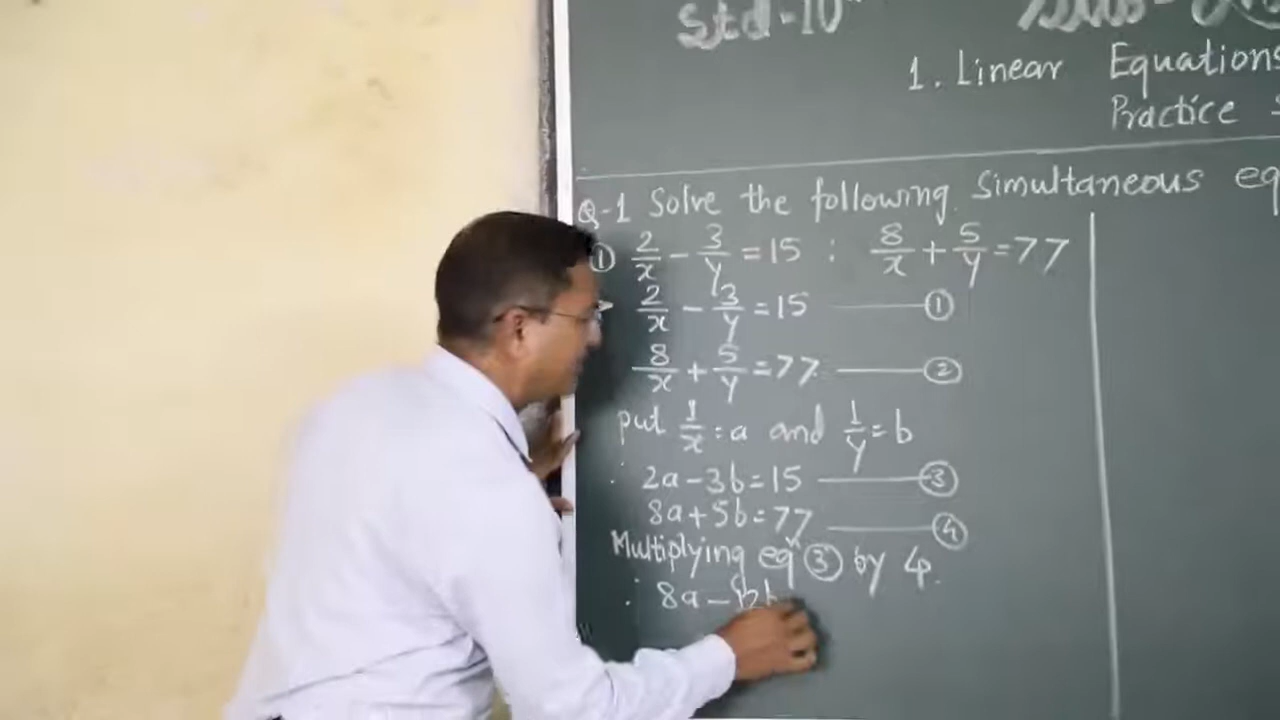 Std-10
1. Linear Equations
Practice
Q-1 Solve the following Simultaneous eq
① 2/x - 3/y = 15 : 8/x + 5/y = 77
2/x - 3/y = 15 ——— ①
8/x + 5/y = 77 ——— ②
put 1/x = a and 1/y = b
2a-3b=15 ——— ③
8a+5b=77 ——— ④
Multiplying eqⁿ ③ by 4.
8a-12b